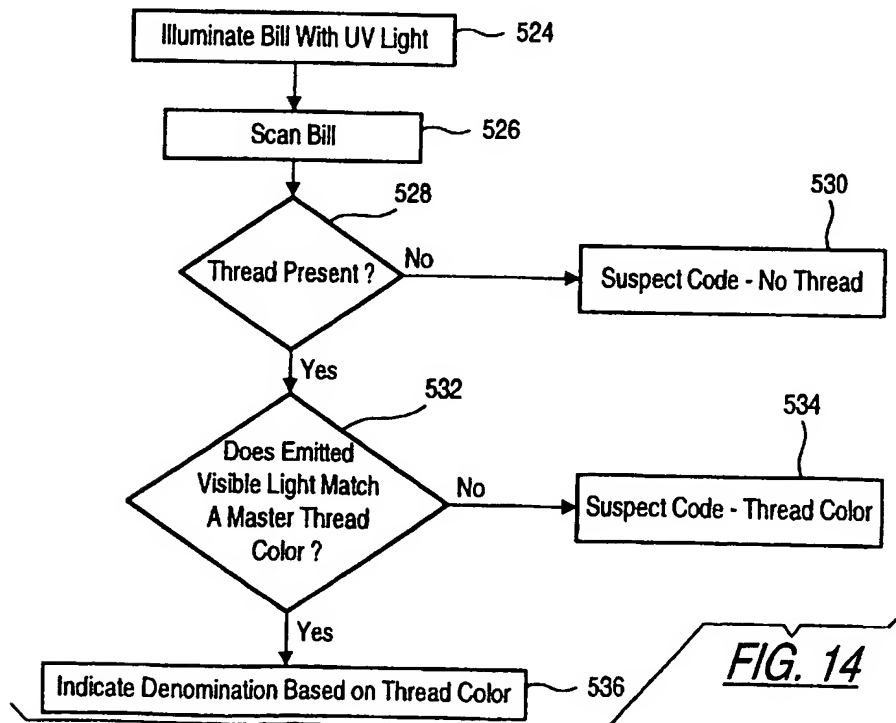 Illuminate Bill With UV Light
524
Scan Bill
526
528
Thread Present ?
No
530
Suspect Code - No Thread
Yes
532
Does Emitted
Visible Light Match
A Master Thread
Color ?
No
534
Suspect Code - Thread Color
Yes
Indicate Denomination Based on Thread Color
536
FIG. 14